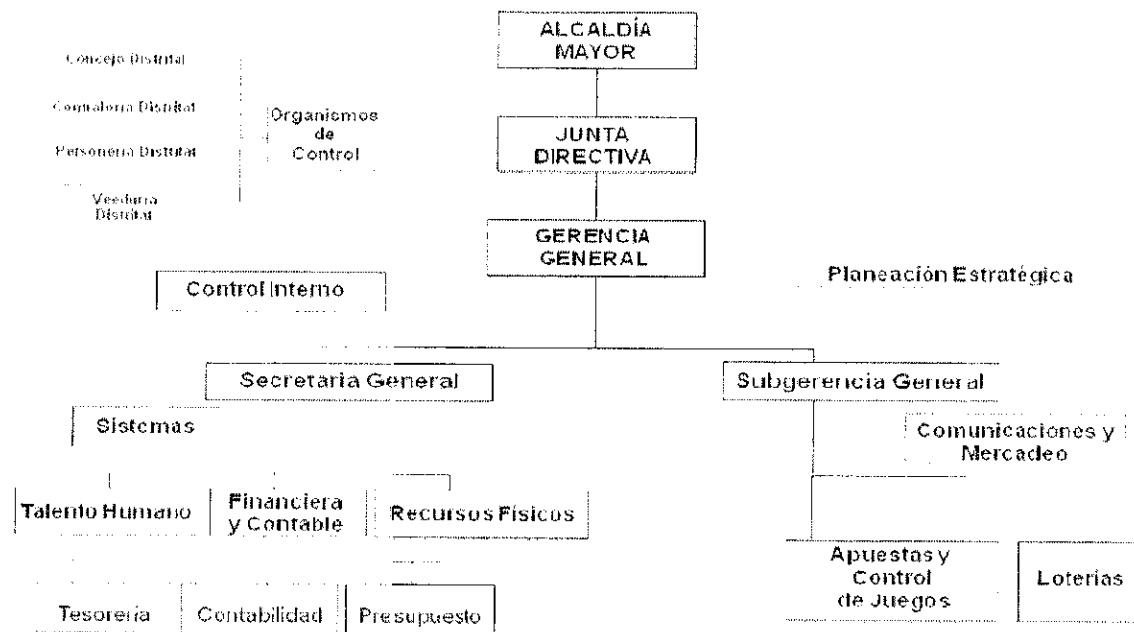 ALCALDÍA
MAYOR
Concejo Distrital
Contraloría Distrital
Personería Distrital
Veeduría
Distrital
Organismos
de
Control
JUNTA
DIRECTIVA
GERENCIA
GENERAL
Control Interno
Planeación Estratégica
Secretaria General
Subgerencia General
Sistemas
Comunicaciones y
Mercadeo
Talento Humano
Financiera
y Contable
Recursos Físicos
Apuestas y
Control
de Juegos
Loterías
Tesorería
Contabilidad
Presupuesto